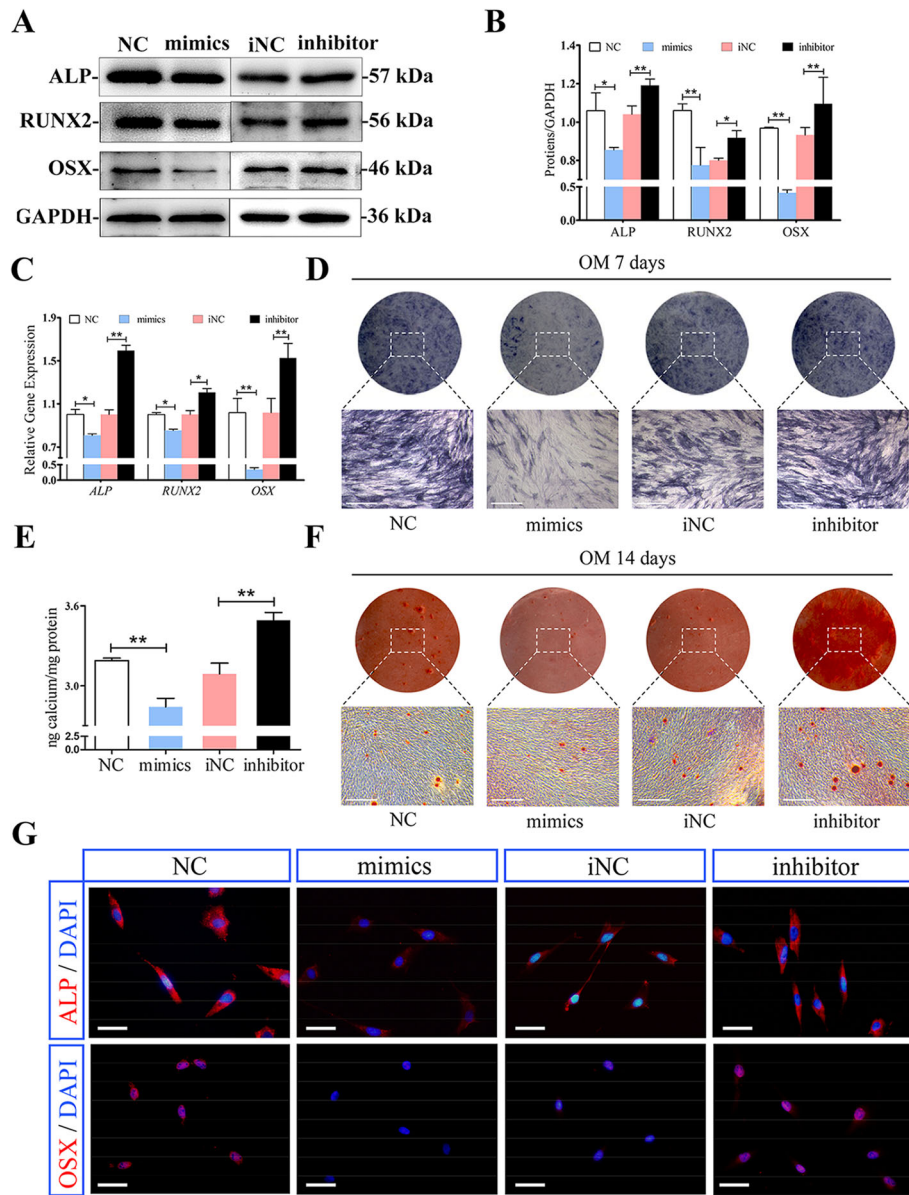 A
NC mimics iNC inhibitor
ALP- -57 kDa
RUNX2- -56 kDa
OSX- -46 kDa
GAPDH- -36 kDa
B
NC mimics iNC inhibitor
Protiens/GAPDH
1.4
1.2
1.0
0.8
0.5
0.0
* ** ** * ** **
ALP RUNX2 OSX
C
NC mimics iNC inhibitor
Relative Gene Expression
1.9
1.5
1.1
0.7
0.5
0.0
* ** * * ** **
ALP RUNX2 OSX
D
OM 7 days
NC mimics iNC inhibitor
E
ng calcium/mg protein
3.6
3.0
2.5
0.0
** **
NC mimics iNC inhibitor
F
OM 14 days
NC mimics iNC inhibitor
G
NC mimics iNC inhibitor
ALP / DAPI
OSX / DAPI